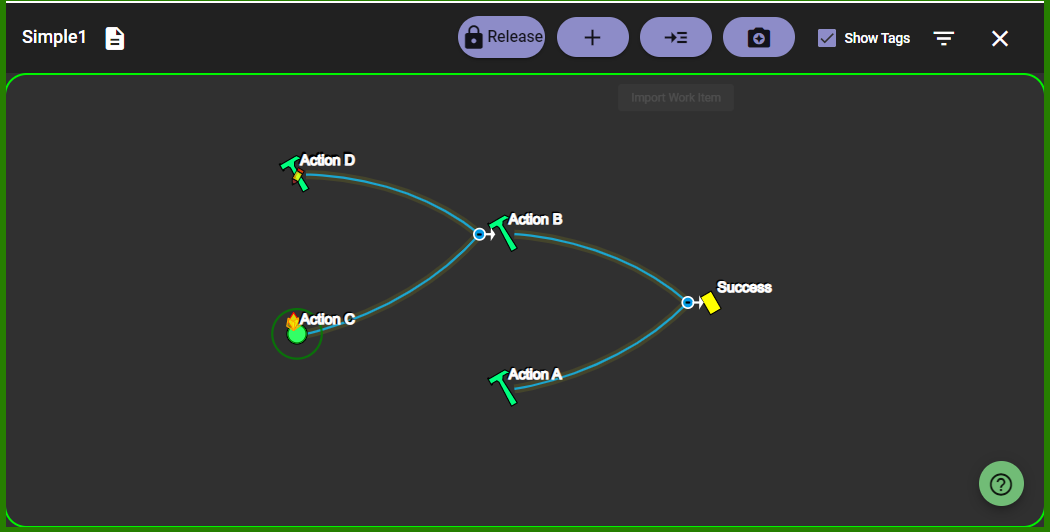 Simple1
Release
Show Tags
Import Work Item
Action D
Action B
Success
Action C
Action A